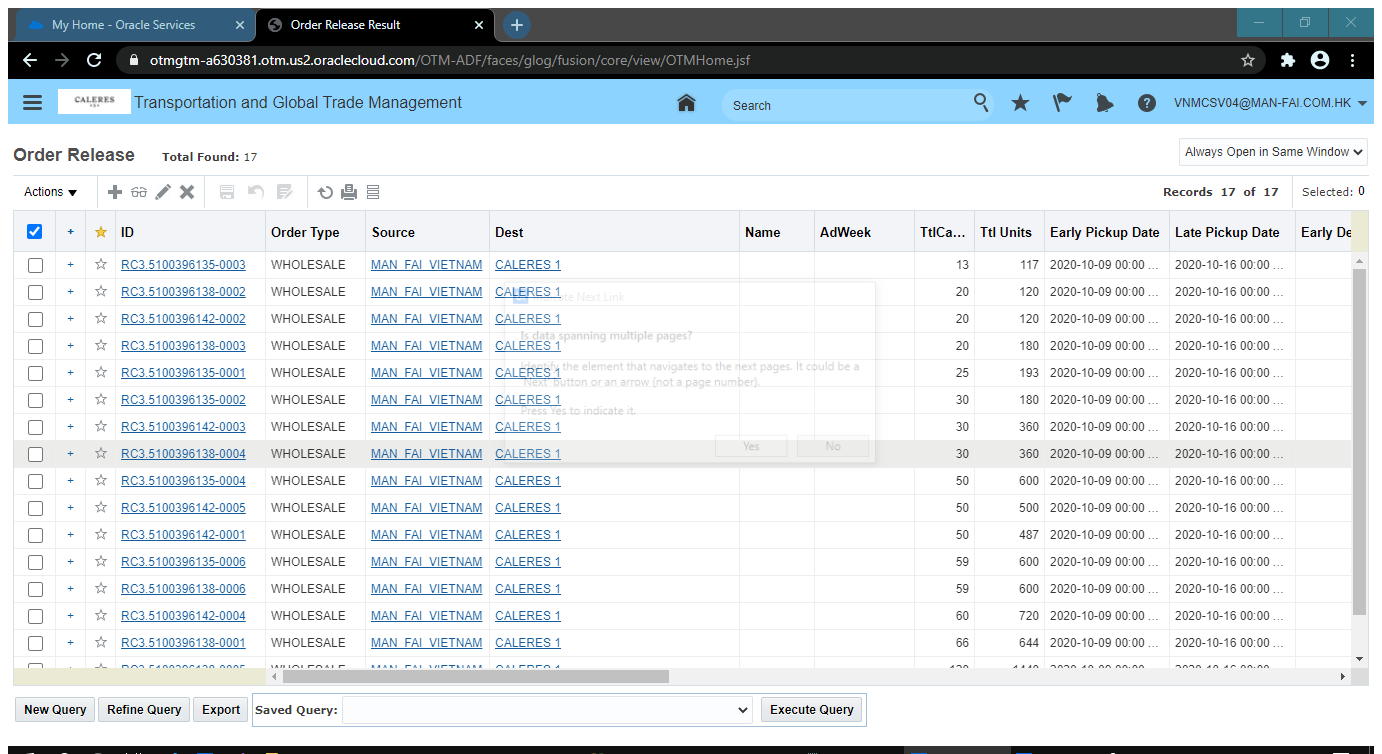 My Home - Oracle Services
Order Release Result
otmgtm-a630381.otm.us2.oraclecloud.com/OTM-ADF/faces/glog/fusion/core/view/OTMHome.jsf
CALERES Transportation and Global Trade Management Search VNMCSV04@MAN-FAI.COM.HK
Order Release Total Found: 17 Always Open in Same Window
Actions Records 17 of 17 Selected: 0
+ ID Order Type Source Dest Name AdWeek TtlCa... Ttl Units Early Pickup Date Late Pickup Date Early De
+ RC3.5100396135-0003 WHOLESALE MAN_FAI_VIETNAM CALERES 1 13 117 2020-10-09 00:00 ... 2020-10-16 00:00 ...
+ RC3.5100396138-0002 WHOLESALE MAN_FAI_VIETNAM CALERES 1 20 120 2020-10-09 00:00 ... 2020-10-16 00:00 ...
+ RC3.5100396142-0002 WHOLESALE MAN_FAI_VIETNAM CALERES 1 20 120 2020-10-09 00:00 ... 2020-10-16 00:00 ...
+ RC3.5100396138-0003 WHOLESALE MAN_FAI_VIETNAM CALERES 1 20 180 2020-10-09 00:00 ... 2020-10-16 00:00 ...
+ RC3.5100396135-0001 WHOLESALE MAN_FAI_VIETNAM CALERES 1 25 193 2020-10-09 00:00 ... 2020-10-16 00:00 ...
+ RC3.5100396135-0002 WHOLESALE MAN_FAI_VIETNAM CALERES 1 30 180 2020-10-09 00:00 ... 2020-10-16 00:00 ...
+ RC3.5100396142-0003 WHOLESALE MAN_FAI_VIETNAM CALERES 1 30 360 2020-10-09 00:00 ... 2020-10-16 00:00 ...
+ RC3.5100396138-0004 WHOLESALE MAN_FAI_VIETNAM CALERES 1 30 360 2020-10-09 00:00 ... 2020-10-16 00:00 ...
+ RC3.5100396135-0004 WHOLESALE MAN_FAI_VIETNAM CALERES 1 50 600 2020-10-09 00:00 ... 2020-10-16 00:00 ...
+ RC3.5100396142-0005 WHOLESALE MAN_FAI_VIETNAM CALERES 1 50 500 2020-10-09 00:00 ... 2020-10-16 00:00 ...
+ RC3.5100396142-0001 WHOLESALE MAN_FAI_VIETNAM CALERES 1 50 487 2020-10-09 00:00 ... 2020-10-16 00:00 ...
+ RC3.5100396135-0006 WHOLESALE MAN_FAI_VIETNAM CALERES 1 59 600 2020-10-09 00:00 ... 2020-10-16 00:00 ...
+ RC3.5100396138-0006 WHOLESALE MAN_FAI_VIETNAM CALERES 1 59 600 2020-10-09 00:00 ... 2020-10-16 00:00 ...
+ RC3.5100396142-0004 WHOLESALE MAN_FAI_VIETNAM CALERES 1 60 720 2020-10-09 00:00 ... 2020-10-16 00:00 ...
+ RC3.5100396138-0001 WHOLESALE MAN_FAI_VIETNAM CALERES 1 66 644 2020-10-09 00:00 ... 2020-10-16 00:00 ...
Indicate Next Link
Is data spanning multiple pages?
Identify the element that navigates to the next pages. It could be a
'Next' button or an arrow (not a page number).
Press Yes to indicate it.
Yes No
New Query Refine Query Export Saved Query: Execute Query